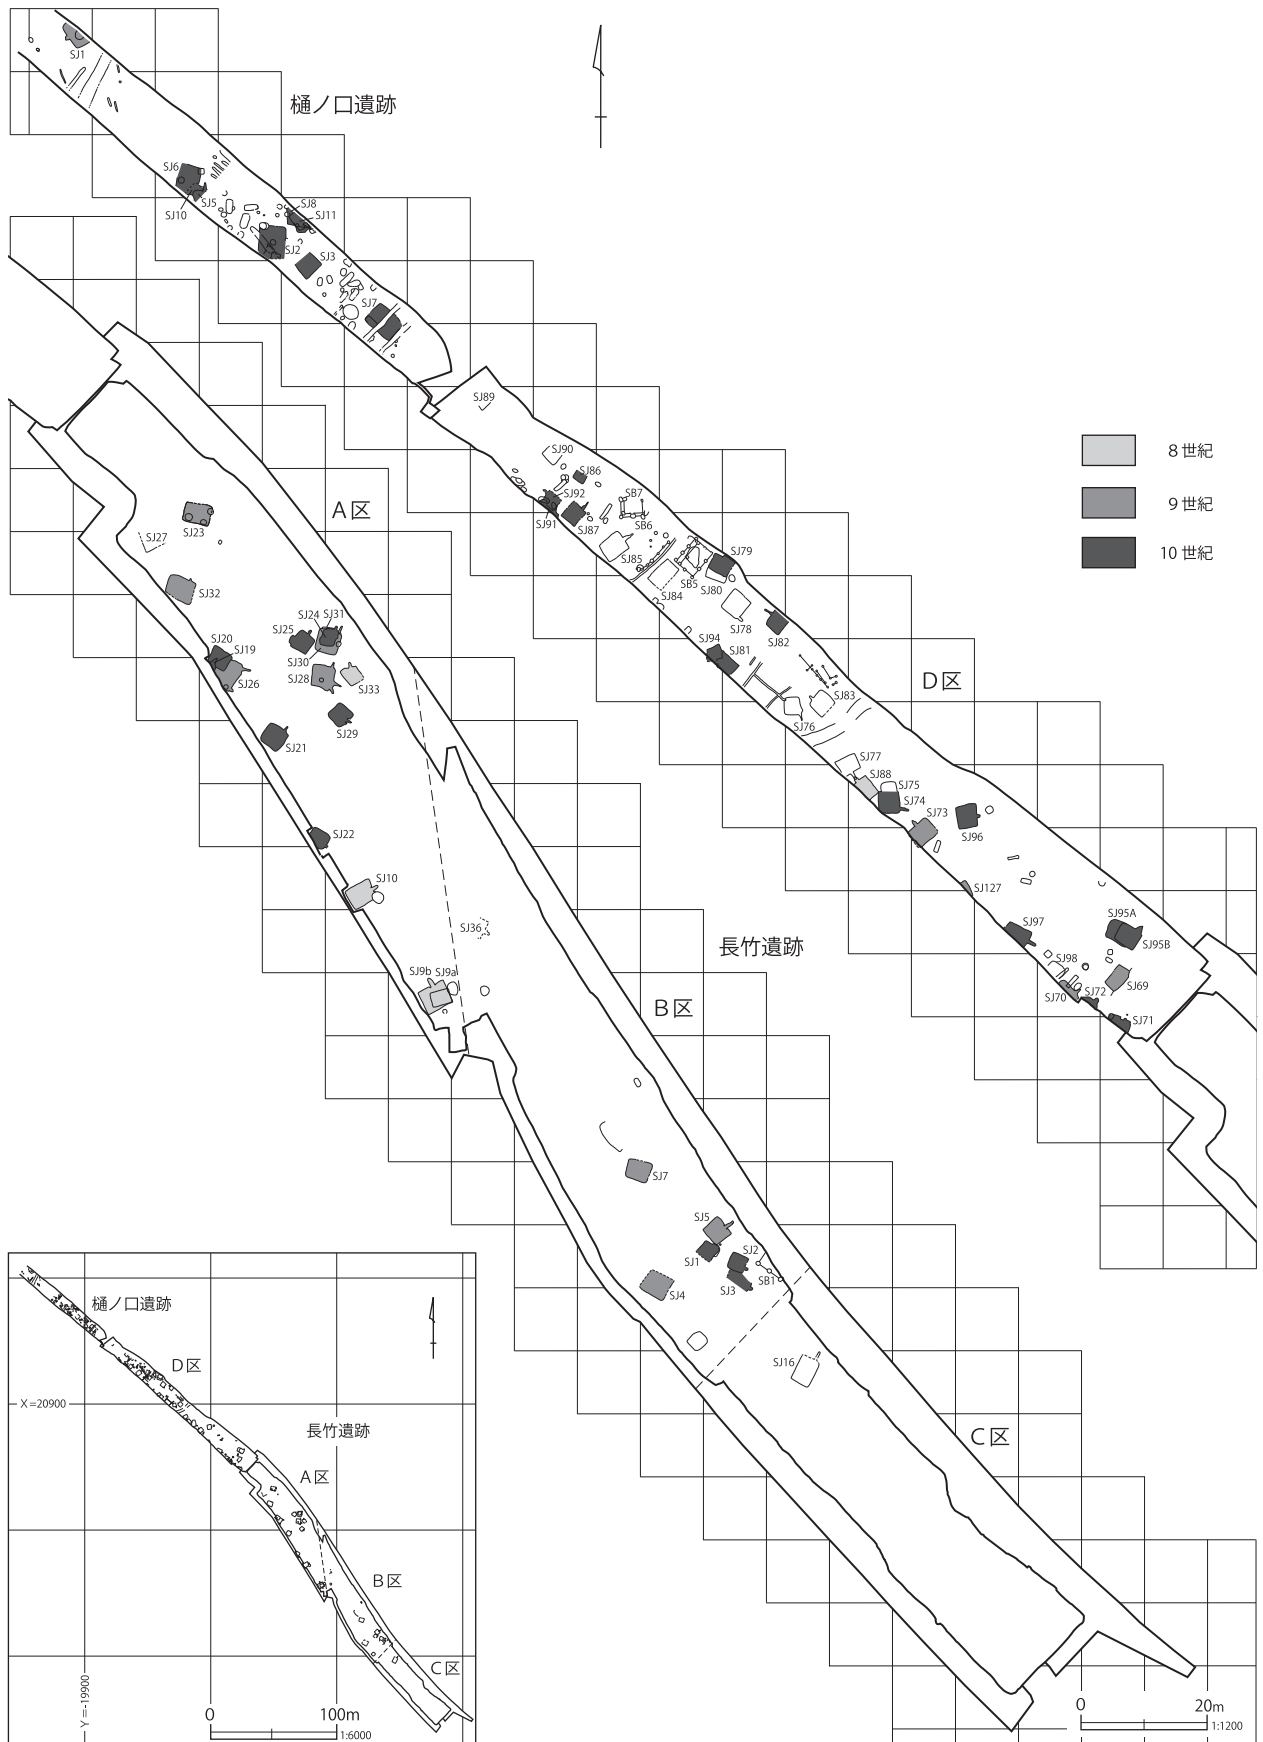 樋ノ口遺跡
SJ1
SJ6
SJ5
SJ10
SJ8
SJ11
SJ2
SJ3
SJ7
SJ89
SJ90
SJ86
SJ92
SJ91
SJ87
SB7
SB6
SJ85
SJ84
SB5
SJ79
SJ80
SJ78
SJ82
SJ94
SJ81
SJ83
SJ76
D区
SJ77
SJ88
SJ75
SJ74
SJ73
SJ96
SJ127
SJ97
SJ95A
SJ95B
SJ98
SJ70
SJ72
SJ69
SJ71
8世紀
9世紀
10世紀
A区
SJ23
SJ27
SJ32
SJ24
SJ31
SJ25
SJ30
SJ20
SJ19
SJ26
SJ28
SJ33
SJ29
SJ21
SJ22
SJ10
SJ36
SJ9b
SJ9a
長竹遺跡
B区
SJ7
SJ5
SJ1
SJ2
SJ3
SB1
SJ4
SJ16
C区
0
20m
1:1200
樋ノ口遺跡
D区
X=20900
長竹遺跡
A区
B区
C区
Y=-19900
0
100m
1:6000